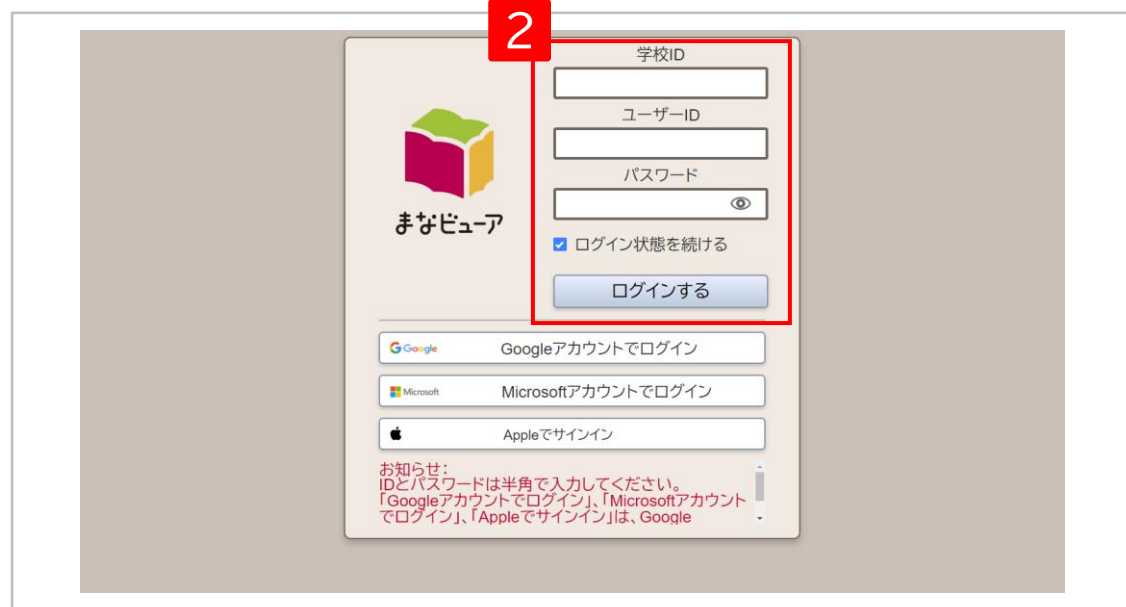 2
学校ID
ユーザーID
パスワード
まなビューア
ログイン状態を続ける
ログインする
Google Googleアカウントでログイン
Microsoft Microsoftアカウントでログイン
Appleでサインイン
お知らせ:
IDとパスワードは半角で入力してください。
「Googleアカウントでログイン」、「Microsoftアカウント
でログイン」、「Appleでサインイン」は、Google